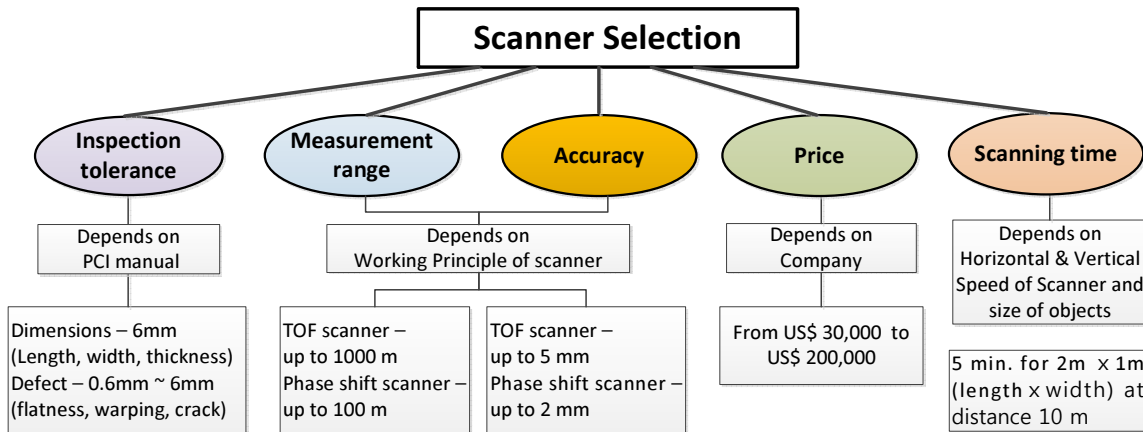 Scanner Selection
Inspection
tolerance
Measurement
range
Accuracy
Price
Scanning time
Depends on
PCI manual
Depends on
Working Principle of scanner
Depends on
Company
Depends on
Horizontal & Vertical
Speed of Scanner and
size of objects
Dimensions – 6mm
(Length, width, thickness)
Defect – 0.6mm ~ 6mm
(flatness, warping, crack)
TOF scanner –
up to 1000 m
Phase shift scanner –
up to 100 m
TOF scanner –
up to 5 mm
Phase shift scanner –
up to 2 mm
From US$ 30,000 to
US$ 200,000
5 min. for 2m x 1m
(length x width) at
distance 10 m